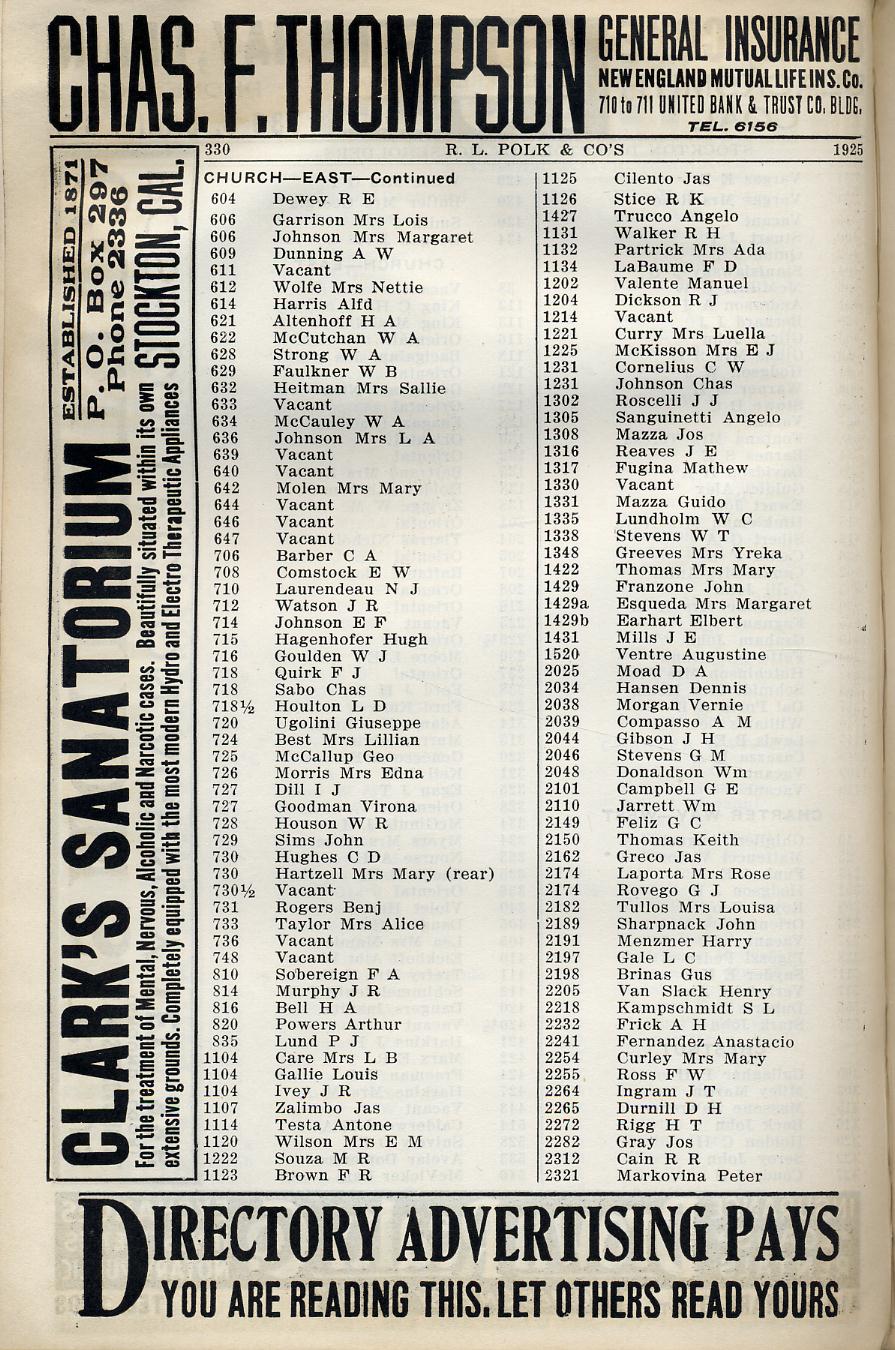 CHAS. F. THOMPSON
GENERAL INSURANCE
NEW ENGLAND MUTUAL LIFE INS. Co.
710 to 711 UNITED BANK & TRUST CO. BLDG.
TEL. 6156
330 R. L. POLK & CO'S 1925
CLARK'S SANATORIUM
ESTABLISHED 1871
P. O. Box 297
Phone 2336
For the treatment of Mental, Nervous, Alcoholic and Narcotic cases. Beautifully situated within its own
extensive grounds. Completely equipped with the most modern Hydro and Electro Therapeutic Appliances
STOCKTON, CAL.
CHURCH—EAST—Continued
604 Dewey R E
606 Garrison Mrs Lois
606 Johnson Mrs Margaret
609 Dunning A W
611 Vacant
612 Wolfe Mrs Nettie
614 Harris Alfd
621 Altenhoff H A
622 McCutchan W A
628 Strong W A
629 Faulkner W B
632 Heitman Mrs Sallie
633 Vacant
634 McCauley W A
636 Johnson Mrs L A
639 Vacant
640 Vacant
642 Molen Mrs Mary
644 Vacant
646 Vacant
647 Vacant
706 Barber C A
708 Comstock E W
710 Laurendeau N J
712 Watson J R
714 Johnson E F
715 Hagenhofer Hugh
716 Goulden W J
718 Quirk F J
718 Sabo Chas
718½ Houlton L D
720 Ugolini Giuseppe
724 Best Mrs Lillian
725 McCallup Geo
726 Morris Mrs Edna
727 Dill I J
727 Goodman Virona
728 Houson W R
729 Sims John
730 Hughes C D
730 Hartzell Mrs Mary (rear)
730½ Vacant
731 Rogers Benj
733 Taylor Mrs Alice
736 Vacant
748 Vacant
810 Sobereign F A
814 Murphy J R
816 Bell H A
820 Powers Arthur
835 Lund P J
1104 Care Mrs L B
1104 Gallie Louis
1104 Ivey J R
1107 Zalimbo Jas
1114 Testa Antone
1120 Wilson Mrs E M
1222 Souza M R
1123 Brown F R
1125 Cilento Jas
1126 Stice R K
1427 Trucco Angelo
1131 Walker R H
1132 Partrick Mrs Ada
1134 LaBaume F D
1202 Valente Manuel
1204 Dickson R J
1214 Vacant
1221 Curry Mrs Luella
1225 McKisson Mrs E J
1231 Cornelius C W
1231 Johnson Chas
1302 Roscelli J J
1305 Sanguinetti Angelo
1308 Mazza Jos
1316 Reaves J E
1317 Fugina Mathew
1330 Vacant
1331 Mazza Guido
1335 Lundholm W C
1338 Stevens W T
1348 Greeves Mrs Yreka
1422 Thomas Mrs Mary
1429 Franzone John
1429a Esqueda Mrs Margaret
1429b Earhart Elbert
1431 Mills J E
1520 Ventre Augustine
2025 Moad D A
2034 Hansen Dennis
2038 Morgan Vernie
2039 Compasso A M
2044 Gibson J H
2046 Stevens G M
2048 Donaldson Wm
2101 Campbell G E
2110 Jarrett Wm
2149 Feliz G C
2150 Thomas Keith
2162 Greco Jas
2174 Laporta Mrs Rose
2174 Rovego G J
2182 Tullos Mrs Louisa
2189 Sharpnack John
2191 Menzmer Harry
2197 Gale L C
2198 Brinas Gus
2205 Van Slack Henry
2218 Kampschmidt S L
2232 Frick A H
2241 Fernandez Anastacio
2254 Curley Mrs Mary
2255 Ross F W
2264 Ingram J T
2265 Durnill D H
2272 Rigg H T
2282 Gray Jos
2312 Cain R R
2321 Markovina Peter
DIRECTORY ADVERTISING PAYS
YOU ARE READING THIS. LET OTHERS READ YOURS